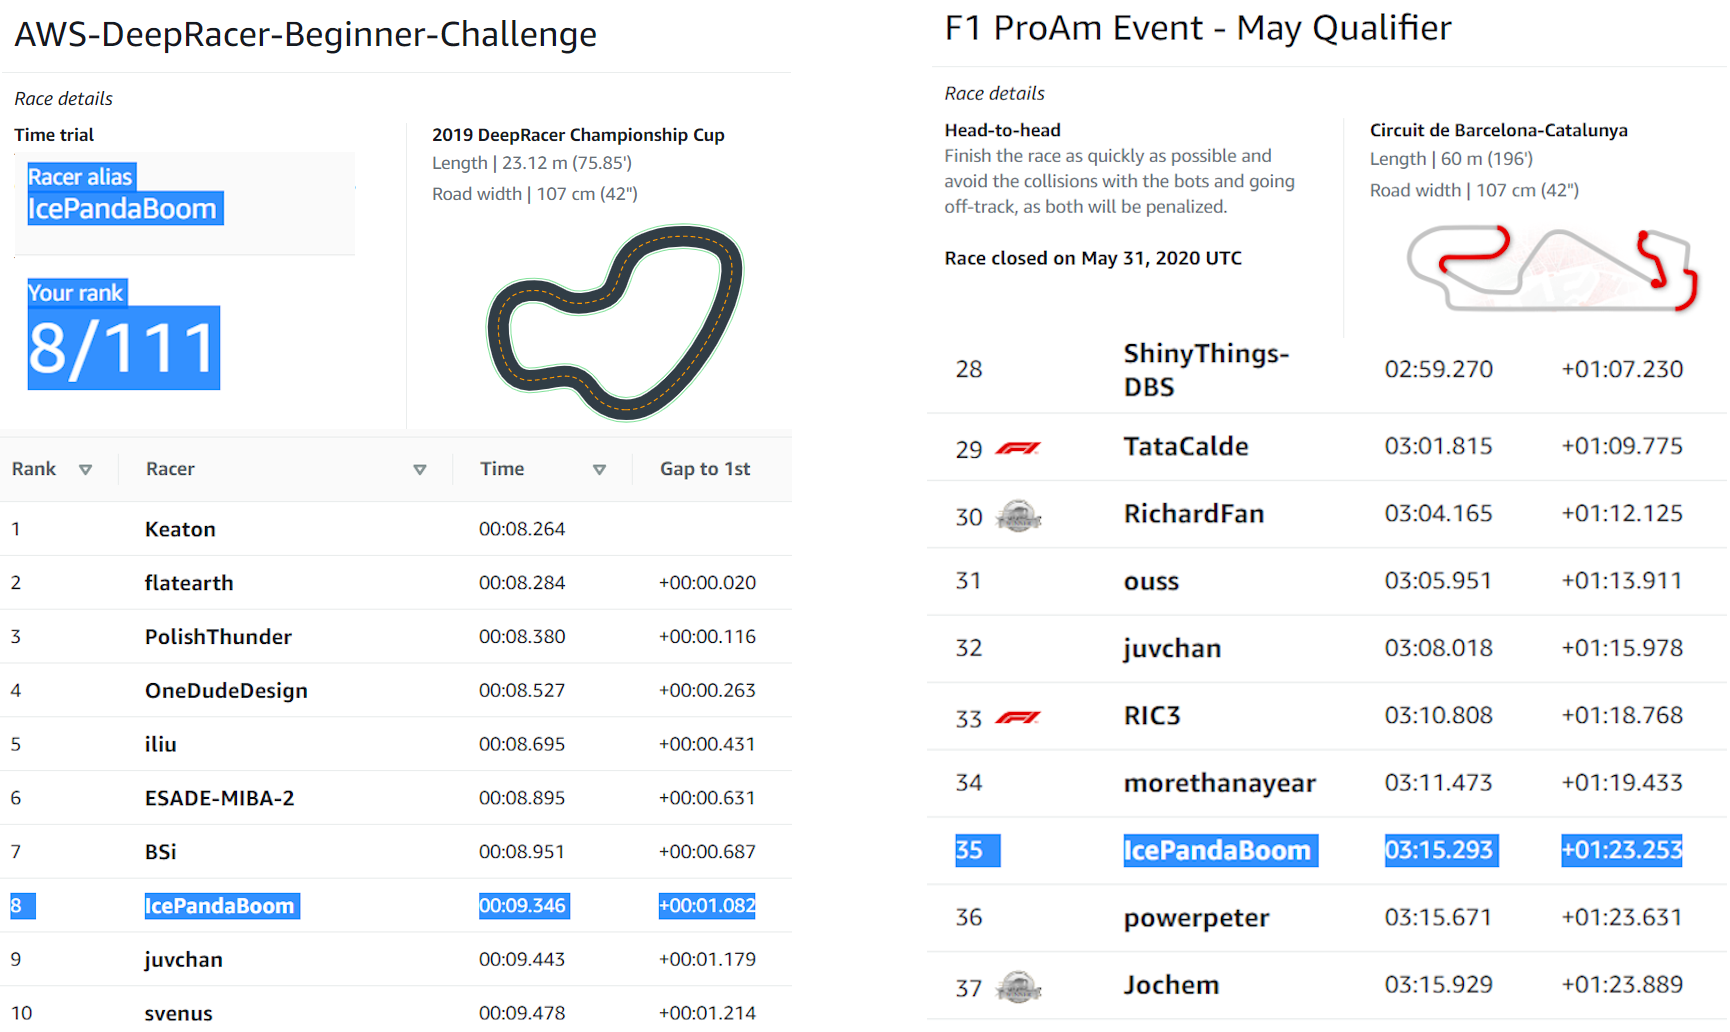 AWS-DeepRacer-Beginner-Challenge
Race details
Time trial
Racer alias
IcePandaBoom
Your rank
8/111
2019 DeepRacer Championship Cup
Length | 23.12 m (75.85')
Road width | 107 cm (42")
Rank Racer Time Gap to 1st
1 Keaton 00:08.264
2 flatearth 00:08.284 +00:00.020
3 PolishThunder 00:08.380 +00:00.116
4 OneDudeDesign 00:08.527 +00:00.263
5 iliu 00:08.695 +00:00.431
6 ESADE-MIBA-2 00:08.895 +00:00.631
7 BSi 00:08.951 +00:00.687
8 IcePandaBoom 00:09.346 +00:01.082
9 juvchan 00:09.443 +00:01.179
10 svenus 00:09.478 +00:01.214
F1 ProAm Event - May Qualifier
Race details
Head-to-head
Finish the race as quickly as possible and
avoid the collisions with the bots and going
off-track, as both will be penalized.
Race closed on May 31, 2020 UTC
Circuit de Barcelona-Catalunya
Length | 60 m (196')
Road width | 107 cm (42")
28 ShinyThings-
DBS 02:59.270 +01:07.230
29 F1 TataCalde 03:01.815 +01:09.775
30 RichardFan 03:04.165 +01:12.125
31 ouss 03:05.951 +01:13.911
32 juvchan 03:08.018 +01:15.978
33 F1 RIC3 03:10.808 +01:18.768
34 morethanayear 03:11.473 +01:19.433
35 IcePandaBoom 03:15.293 +01:23.253
36 powerpeter 03:15.671 +01:23.631
37 Jochem 03:15.929 +01:23.889